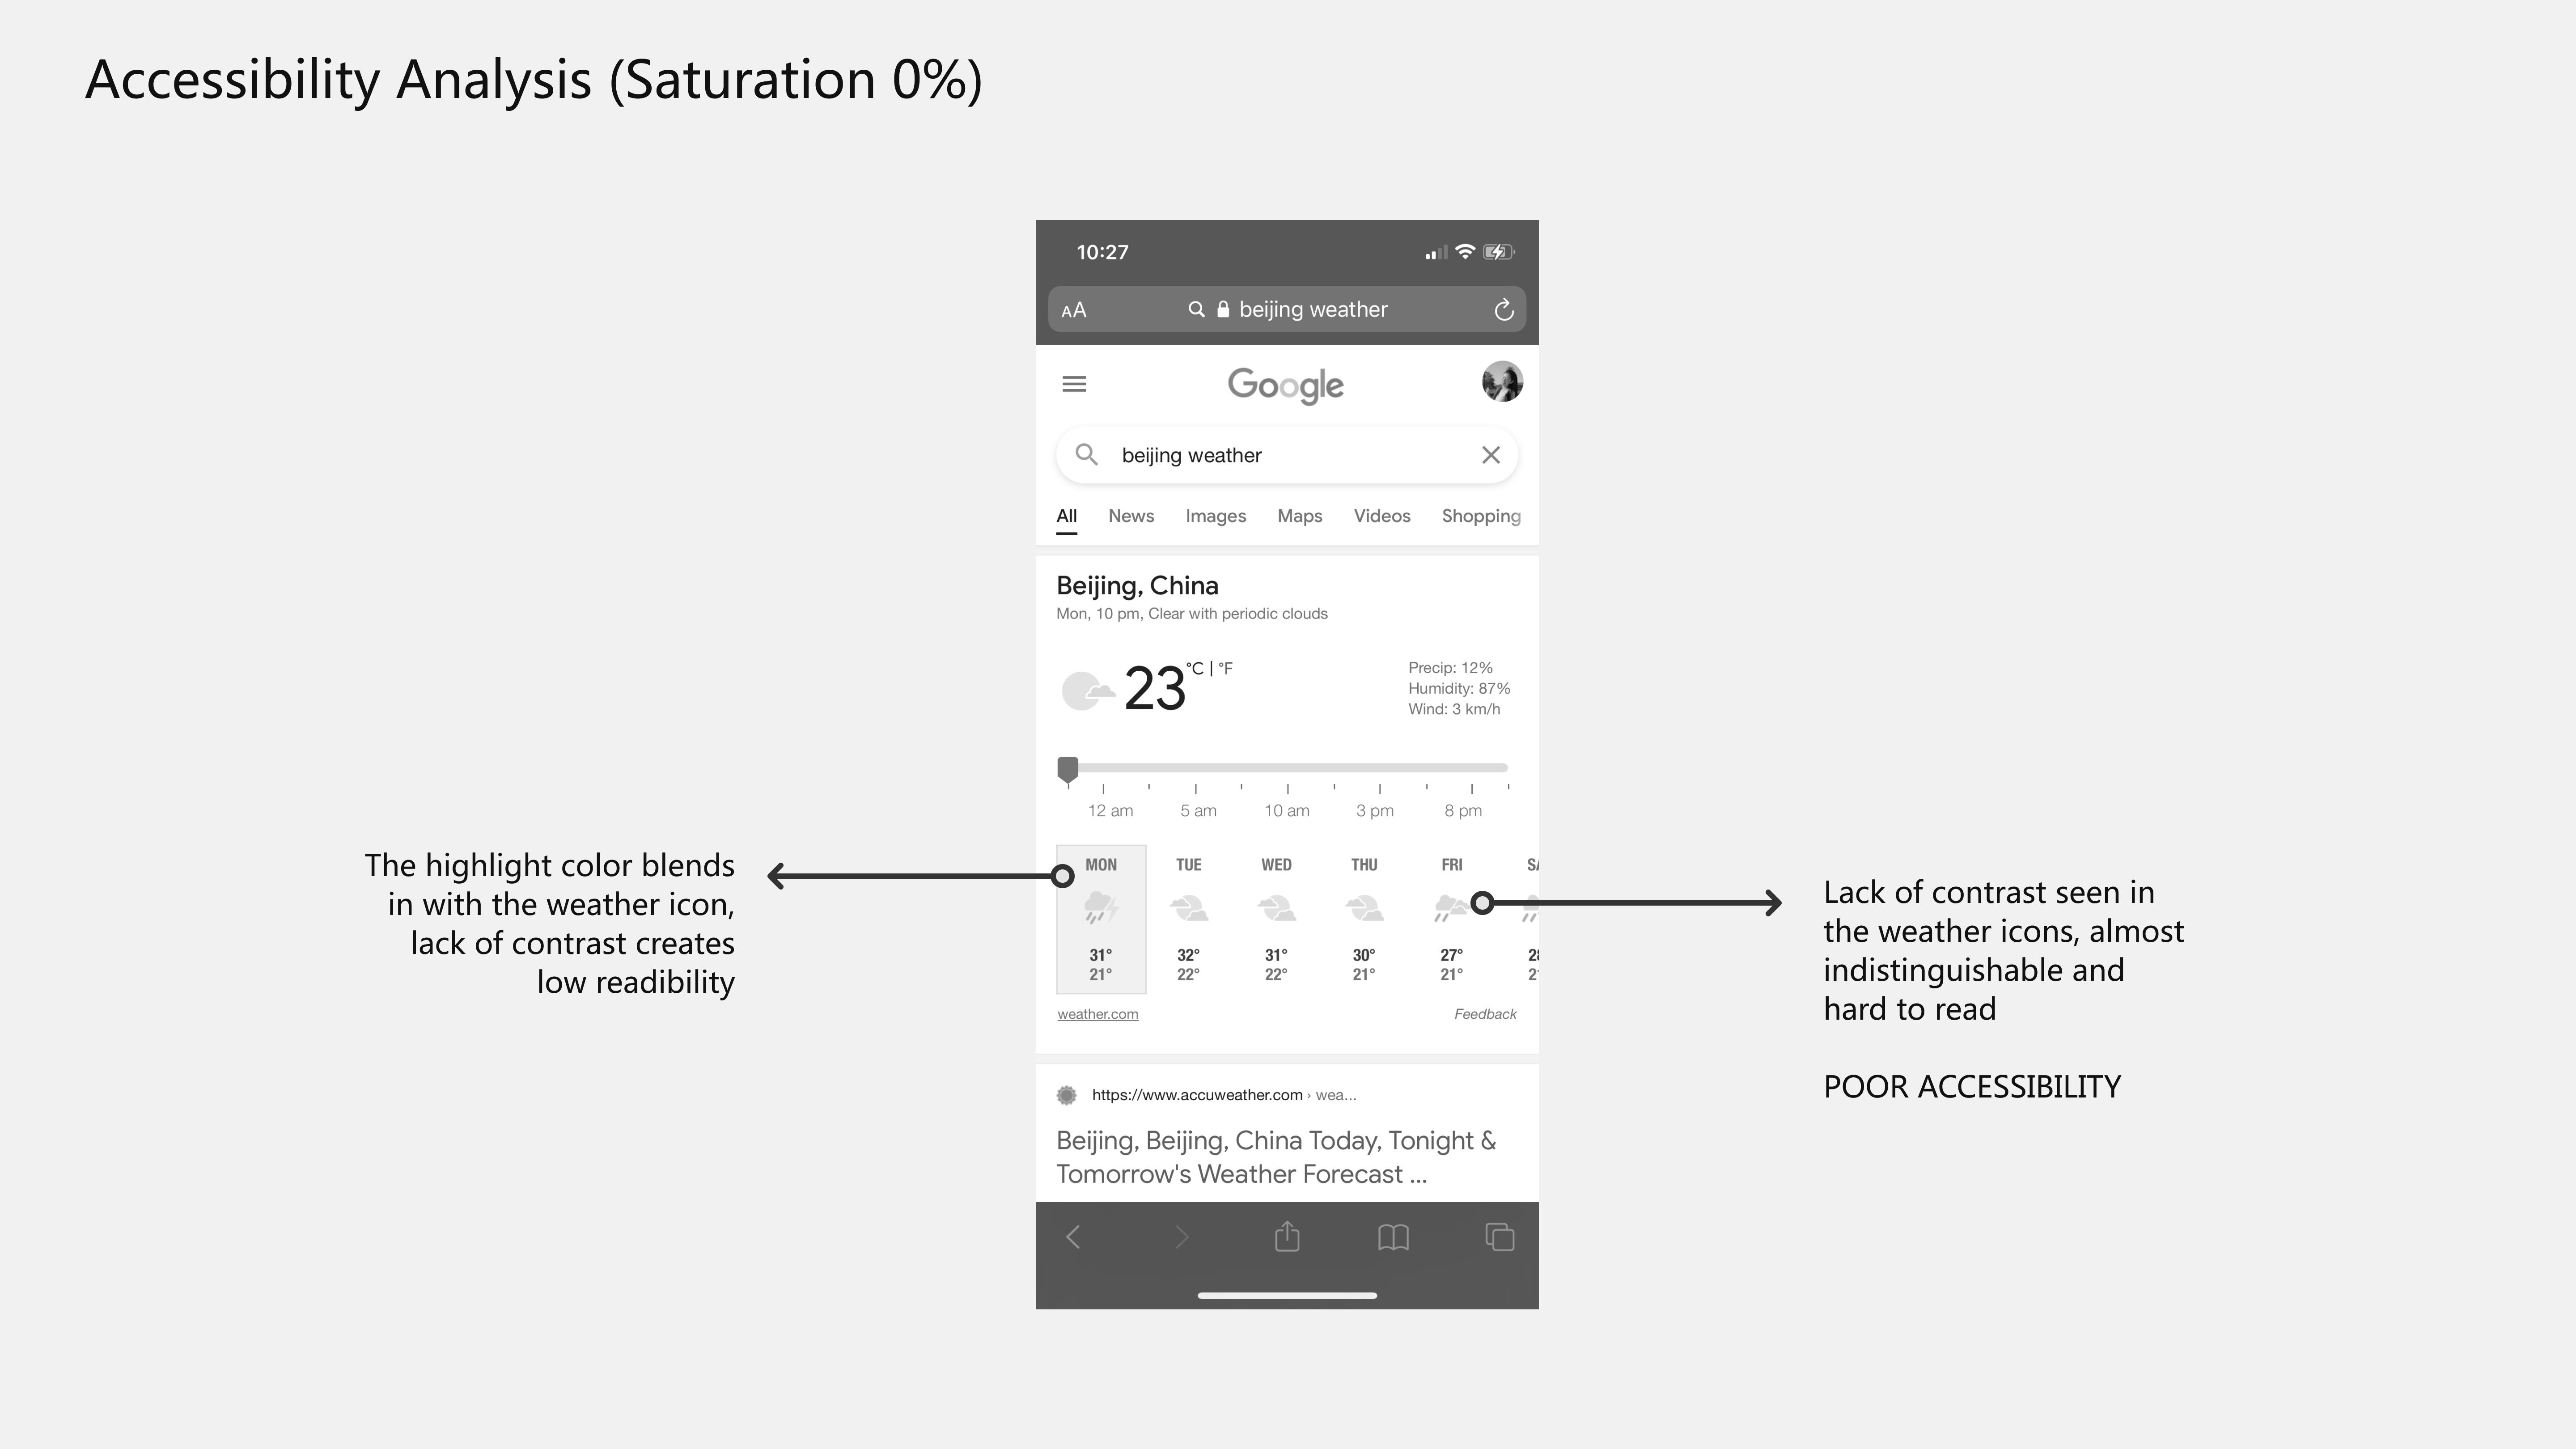 Accessibility Analysis (Saturation 0%)
10:27
AA beijing weather
Google
beijing weather
All News Images Maps Videos Shopping
Beijing, China
Mon, 10 pm, Clear with periodic clouds
23 °C | °F
Precip: 12%
Humidity: 87%
Wind: 3 km/h
12 am 5 am 10 am 3 pm 8 pm
MON TUE WED THU FRI
31° 32° 31° 30° 27°
21° 22° 22° 21° 21°
weather.com Feedback
https://www.accuweather.com › wea...
Beijing, Beijing, China Today, Tonight &
Tomorrow's Weather Forecast ...
The highlight color blends
in with the weather icon,
lack of contrast creates
low readibility
Lack of contrast seen in
the weather icons, almost
indistinguishable and
hard to read
POOR ACCESSIBILITY